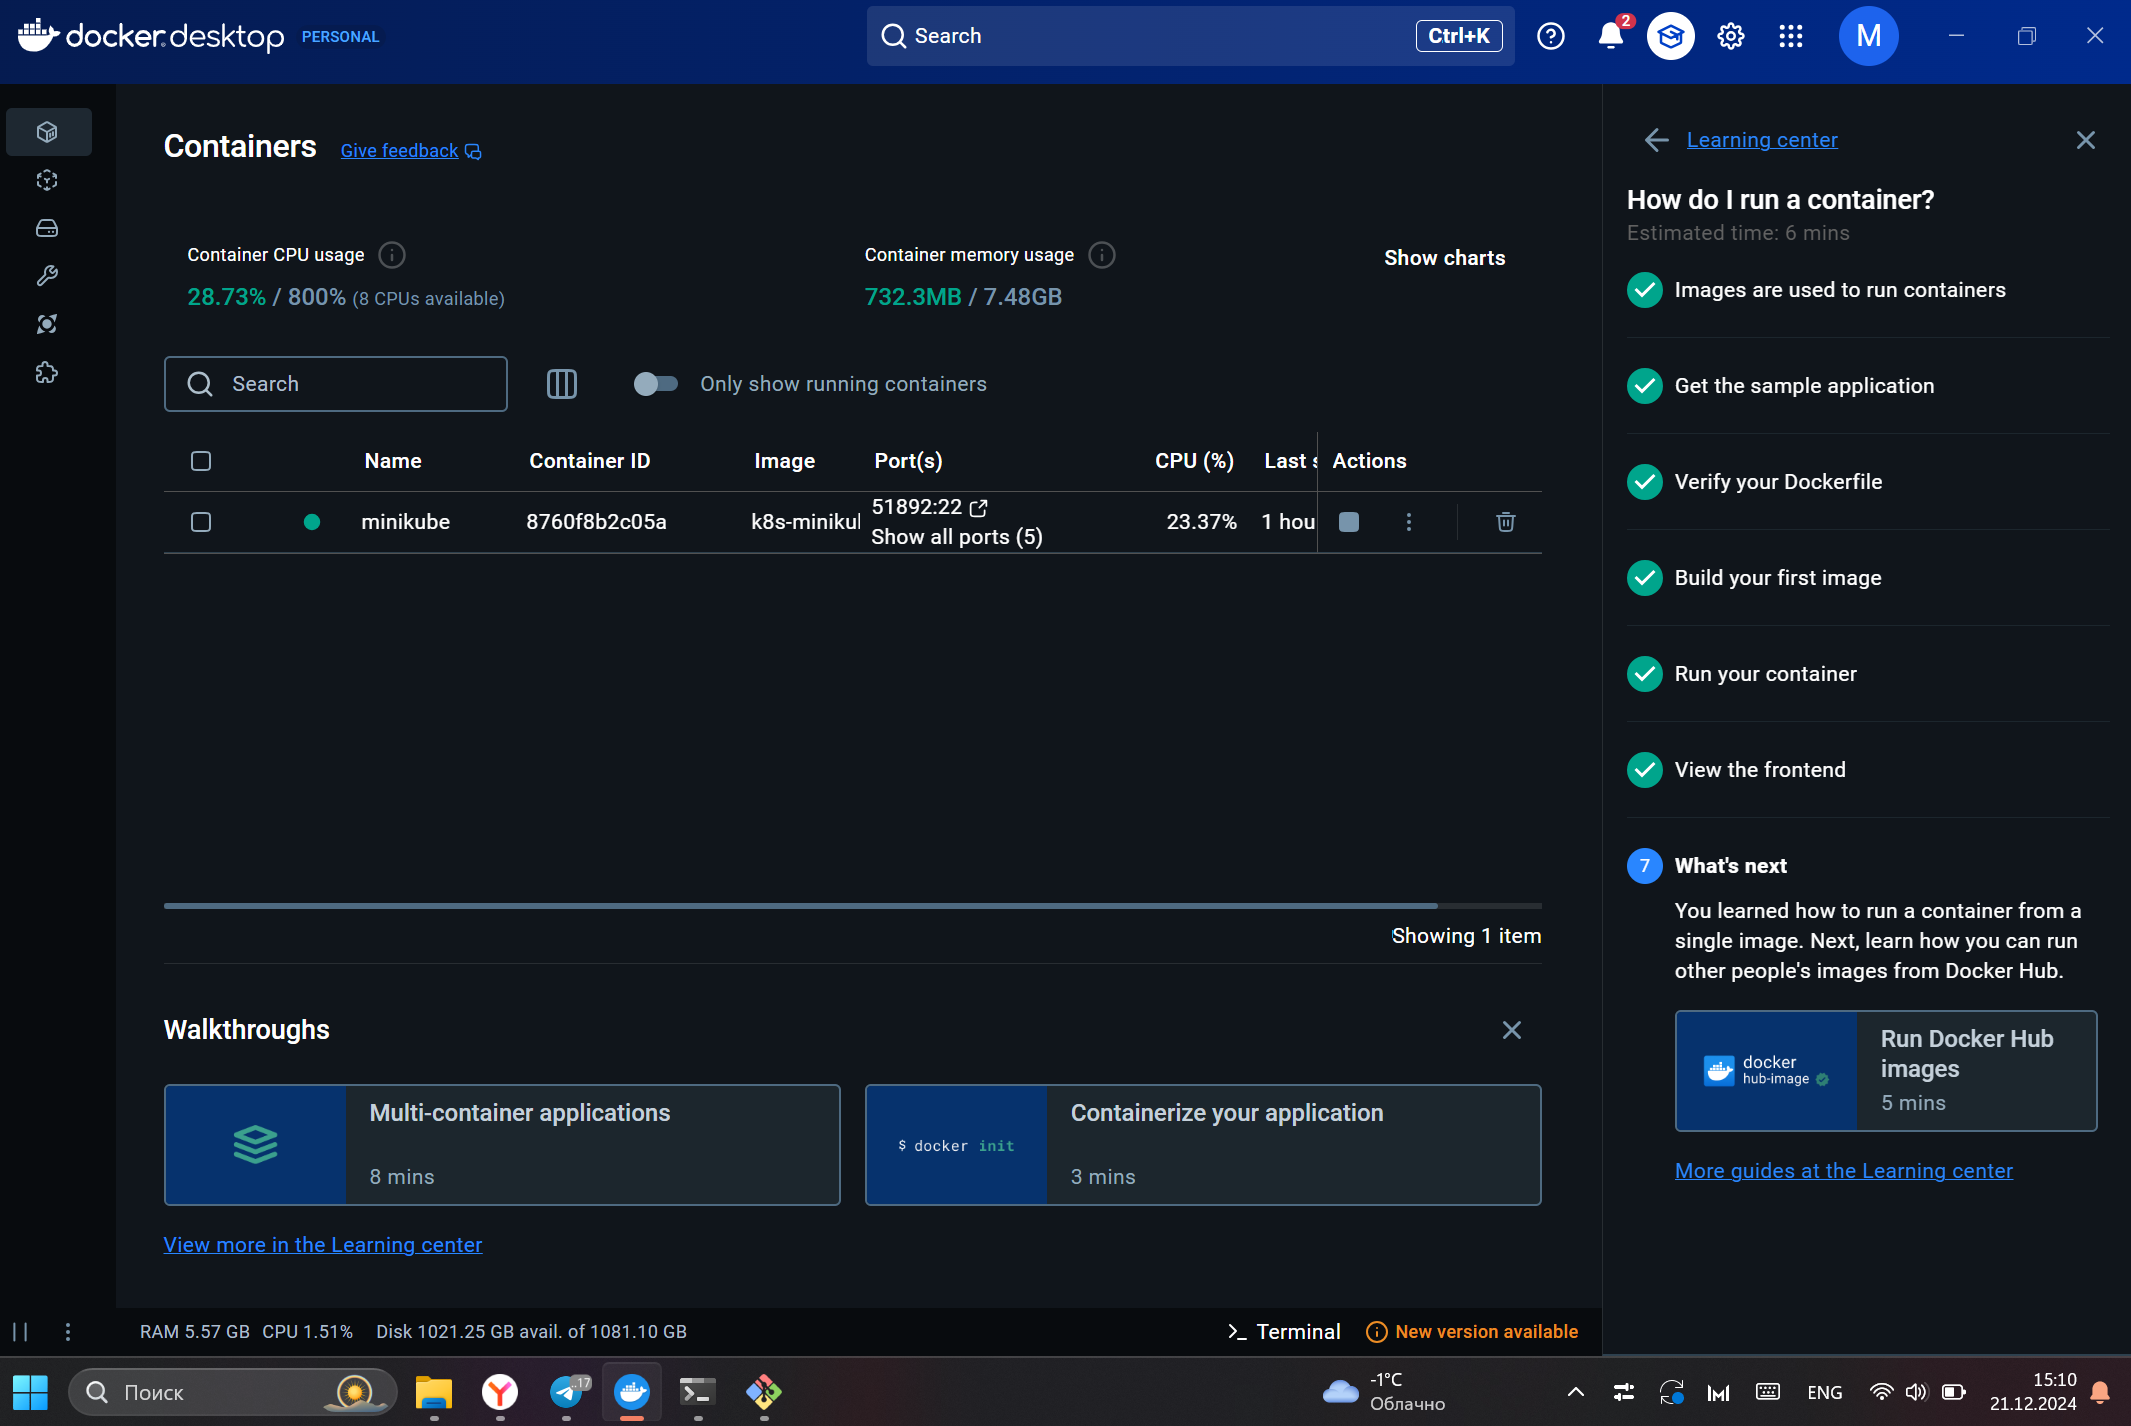 docker desktop PERSONAL
Search Ctrl+K
2
M
Containers Give feedback
Container CPU usage
28.73% / 800% (8 CPUs available)
Container memory usage
732.3MB / 7.48GB
Show charts
Search
Only show running containers
Name Container ID Image Port(s) CPU (%) Last s Actions
minikube 8760f8b2c05a k8s-minikul 51892:22 23.37% 1 hou
Show all ports (5)
Showing 1 item
Walkthroughs
Multi-container applications
8 mins
$ docker init
Containerize your application
3 mins
View more in the Learning center
Learning center
How do I run a container?
Estimated time: 6 mins
Images are used to run containers
Get the sample application
Verify your Dockerfile
Build your first image
Run your container
View the frontend
7 What's next
You learned how to run a container from a
single image. Next, learn how you can run
other people's images from Docker Hub.
docker
hub-image
Run Docker Hub
images
5 mins
More guides at the Learning center
RAM 5.57 GB CPU 1.51% Disk 1021.25 GB avail. of 1081.10 GB
Terminal
New version available
Поиск
..17
-1°C
Облачно
ENG
15:10
21.12.2024